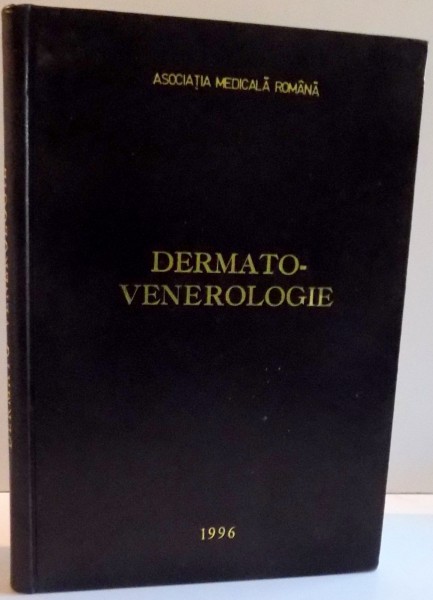 ASOCIAȚIA MEDICALĂ ROMÂNĂ
DERMATO-
VENEROLOGIE
1996